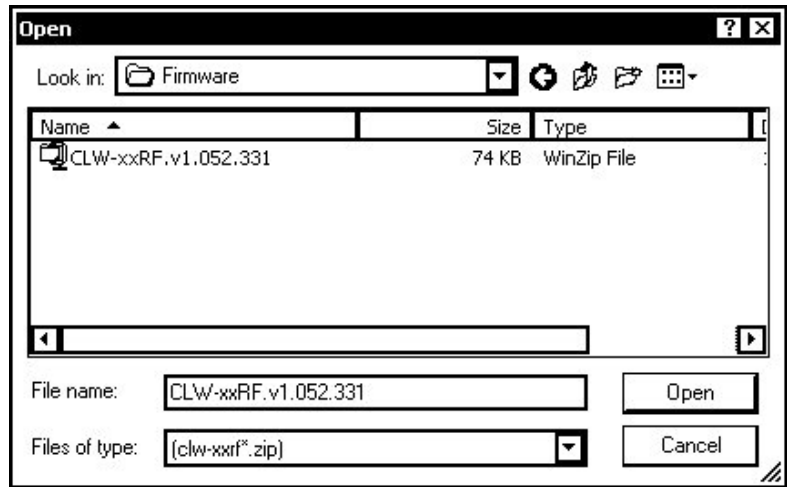 Open
Look in: Firmware
Name Size Type
CLW-xxRF.v1.052.331 74 KB WinZip File
File name: CLW-xxRF.v1.052.331 Open
Files of type: (clw-xxrf*.zip) Cancel